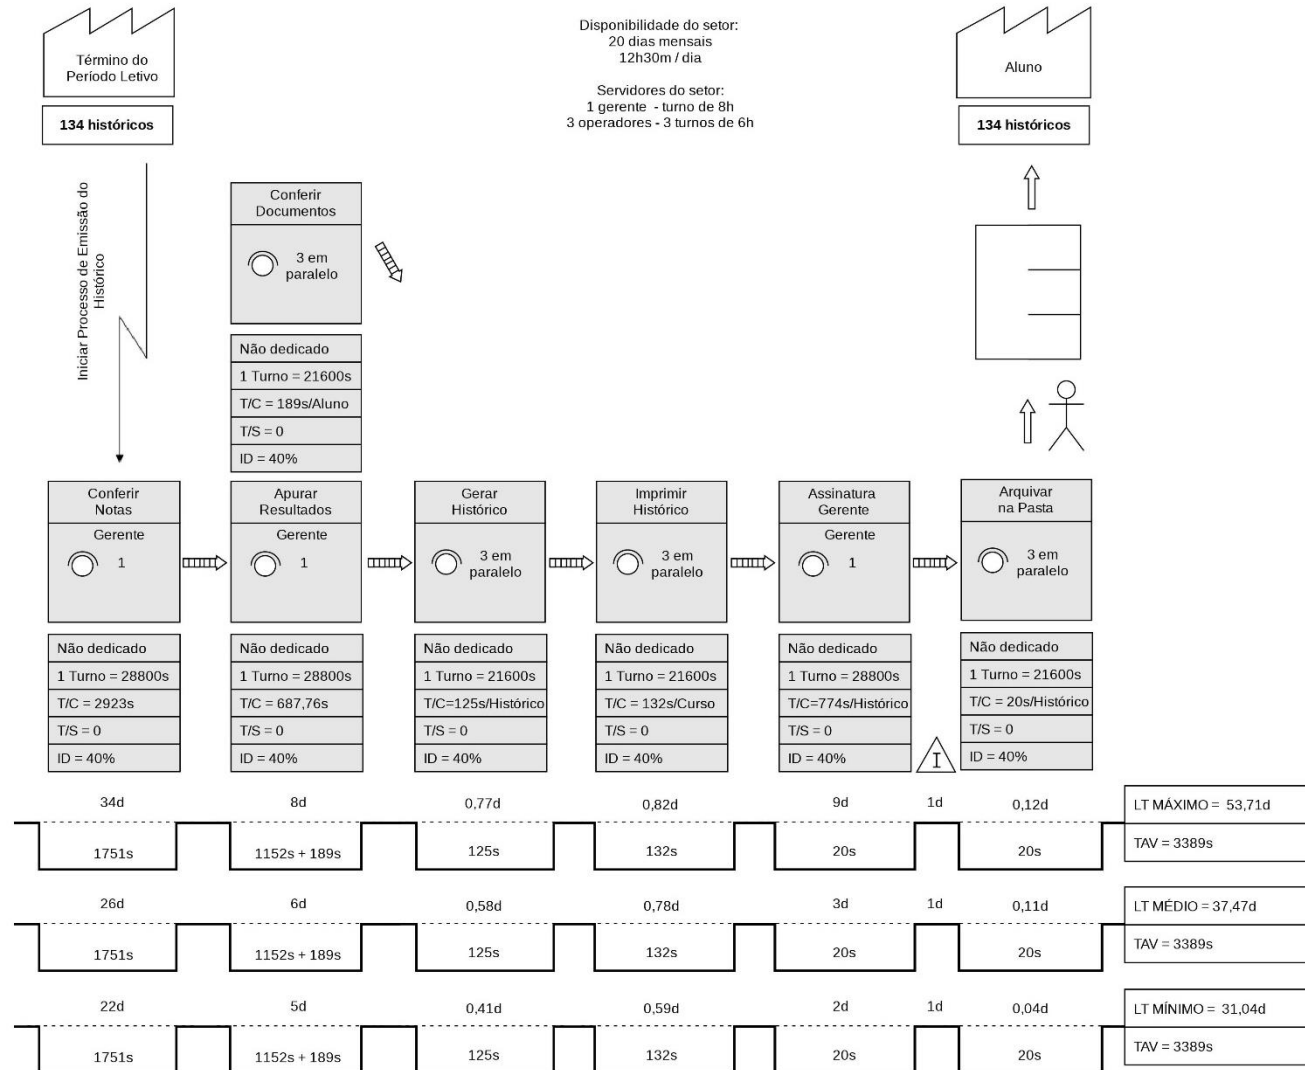 Término do
Período Letivo
134 históricos
Disponibilidade do setor:
20 dias mensais
12h30m / dia
Servidores do setor:
1 gerente - turno de 8h
3 operadores - 3 turnos de 6h
Aluno
134 históricos
Iniciar Processo de Emissão do
Histórico
Conferir
Documentos
3 em
paralelo
Não dedicado
1 Turno = 21600s
T/C = 189s/Aluno
T/S = 0
ID = 40%
Conferir
Notas
Gerente
1
Não dedicado
1 Turno = 28800s
T/C = 2923s
T/S = 0
ID = 40%
Apurar
Resultados
Gerente
1
Não dedicado
1 Turno = 28800s
T/C = 687,76s
T/S = 0
ID = 40%
Gerar
Histórico
3 em
paralelo
Não dedicado
1 Turno = 21600s
T/C=125s/Histórico
T/S = 0
ID = 40%
Imprimir
Histórico
3 em
paralelo
Não dedicado
1 Turno = 21600s
T/C = 132s/Curso
T/S = 0
ID = 40%
Assinatura
Gerente
Gerente
1
Não dedicado
1 Turno = 28800s
T/C=774s/Histórico
T/S = 0
ID = 40%
I
Arquivar
na Pasta
3 em
paralelo
Não dedicado
1 Turno = 21600s
T/C = 20s/Histórico
T/S = 0
ID = 40%
34d 8d 0,77d 0,82d 9d 1d 0,12d
LT MÁXIMO = 53,71d
1751s 1152s + 189s 125s 132s 20s 20s
TAV = 3389s
26d 6d 0,58d 0,78d 3d 1d 0,11d
LT MÉDIO = 37,47d
1751s 1152s + 189s 125s 132s 20s 20s
TAV = 3389s
22d 5d 0,41d 0,59d 2d 1d 0,04d
LT MÍNIMO = 31,04d
1751s 1152s + 189s 125s 132s 20s 20s
TAV = 3389s